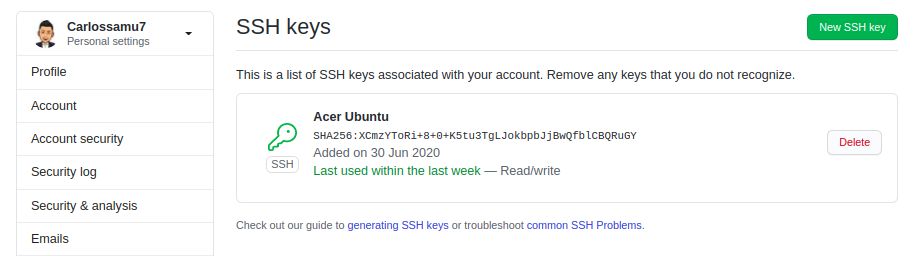 Carlossamu7
Personal settings
Profile
Account
Account security
Security log
Security & analysis
Emails
SSH keys
New SSH key
This is a list of SSH keys associated with your account. Remove any keys that you do not recognize.
SSH
Acer Ubuntu
SHA256:XCmzYToRi+8+0+K5tu3TgLJokbpbJjBwQfblCBQRuGY
Added on 30 Jun 2020
Last used within the last week — Read/write
Delete
Check out our guide to generating SSH keys or troubleshoot common SSH Problems.